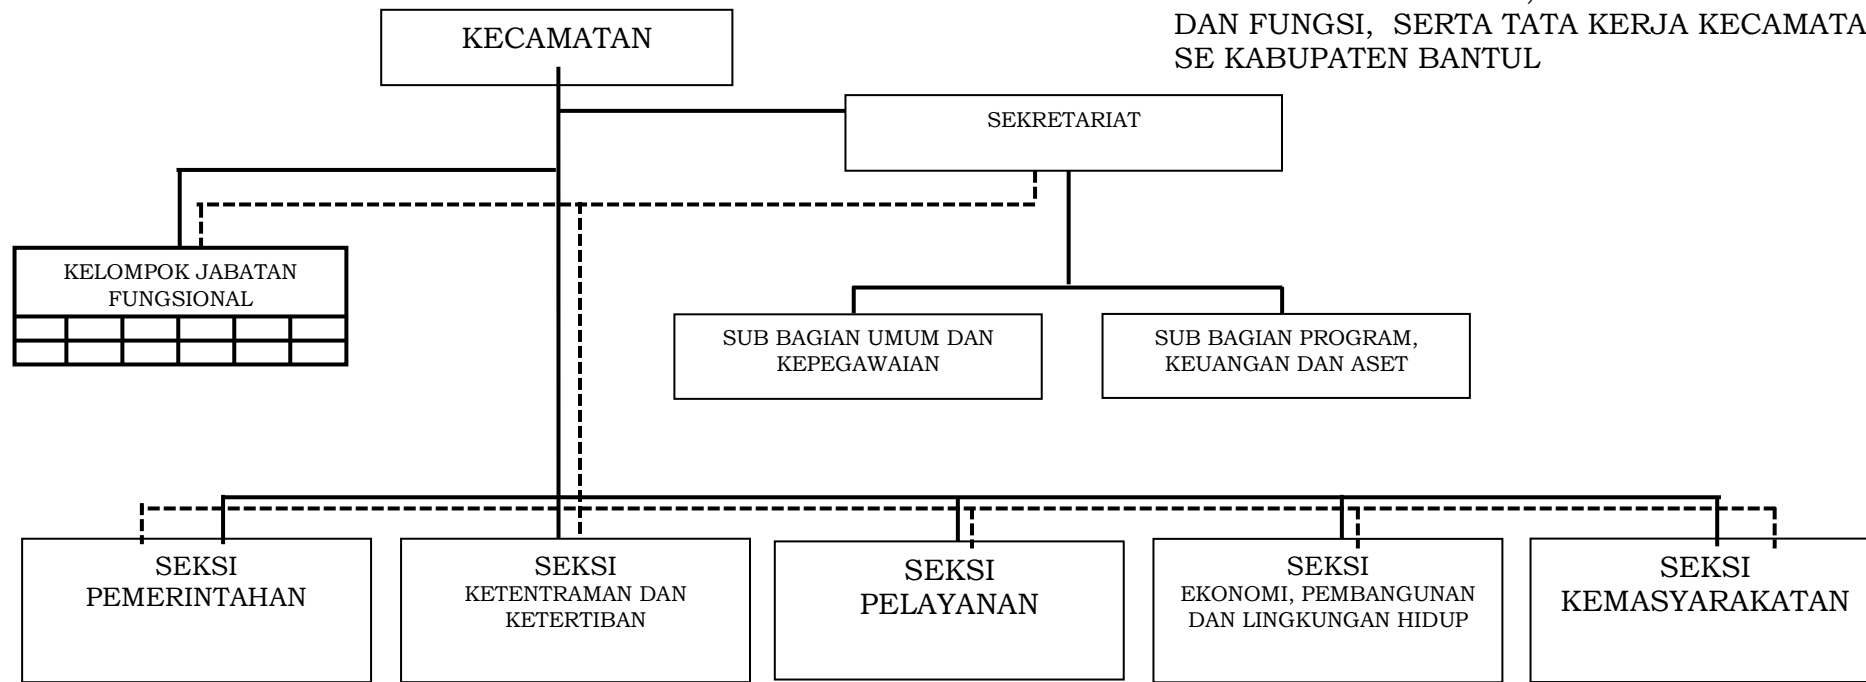 DAN FUNGSI, SERTA TATA KERJA KECAMATA
SE KABUPATEN BANTUL
KECAMATAN
SEKRETARIAT
KELOMPOK JABATAN
FUNGSIONAL
SUB BAGIAN UMUM DAN
KEPEGAWAIAN
SUB BAGIAN PROGRAM,
KEUANGAN DAN ASET
SEKSI
PEMERINTAHAN
SEKSI
KETENTRAMAN DAN
KETERTIBAN
SEKSI
PELAYANAN
SEKSI
EKONOMI, PEMBANGUNAN
DAN LINGKUNGAN HIDUP
SEKSI
KEMASYARAKATAN